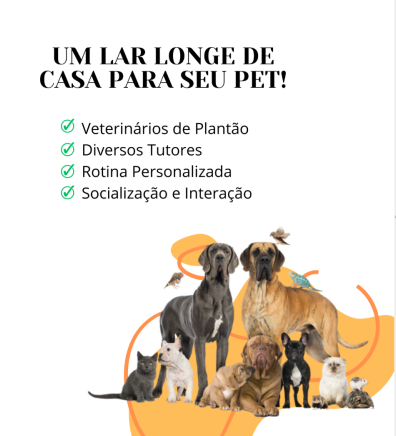 UM LAR LONGE DE
CASA PARA SEU PET!
Veterinários de Plantão
Diversos Tutores
Rotina Personalizada
Socialização e Interação